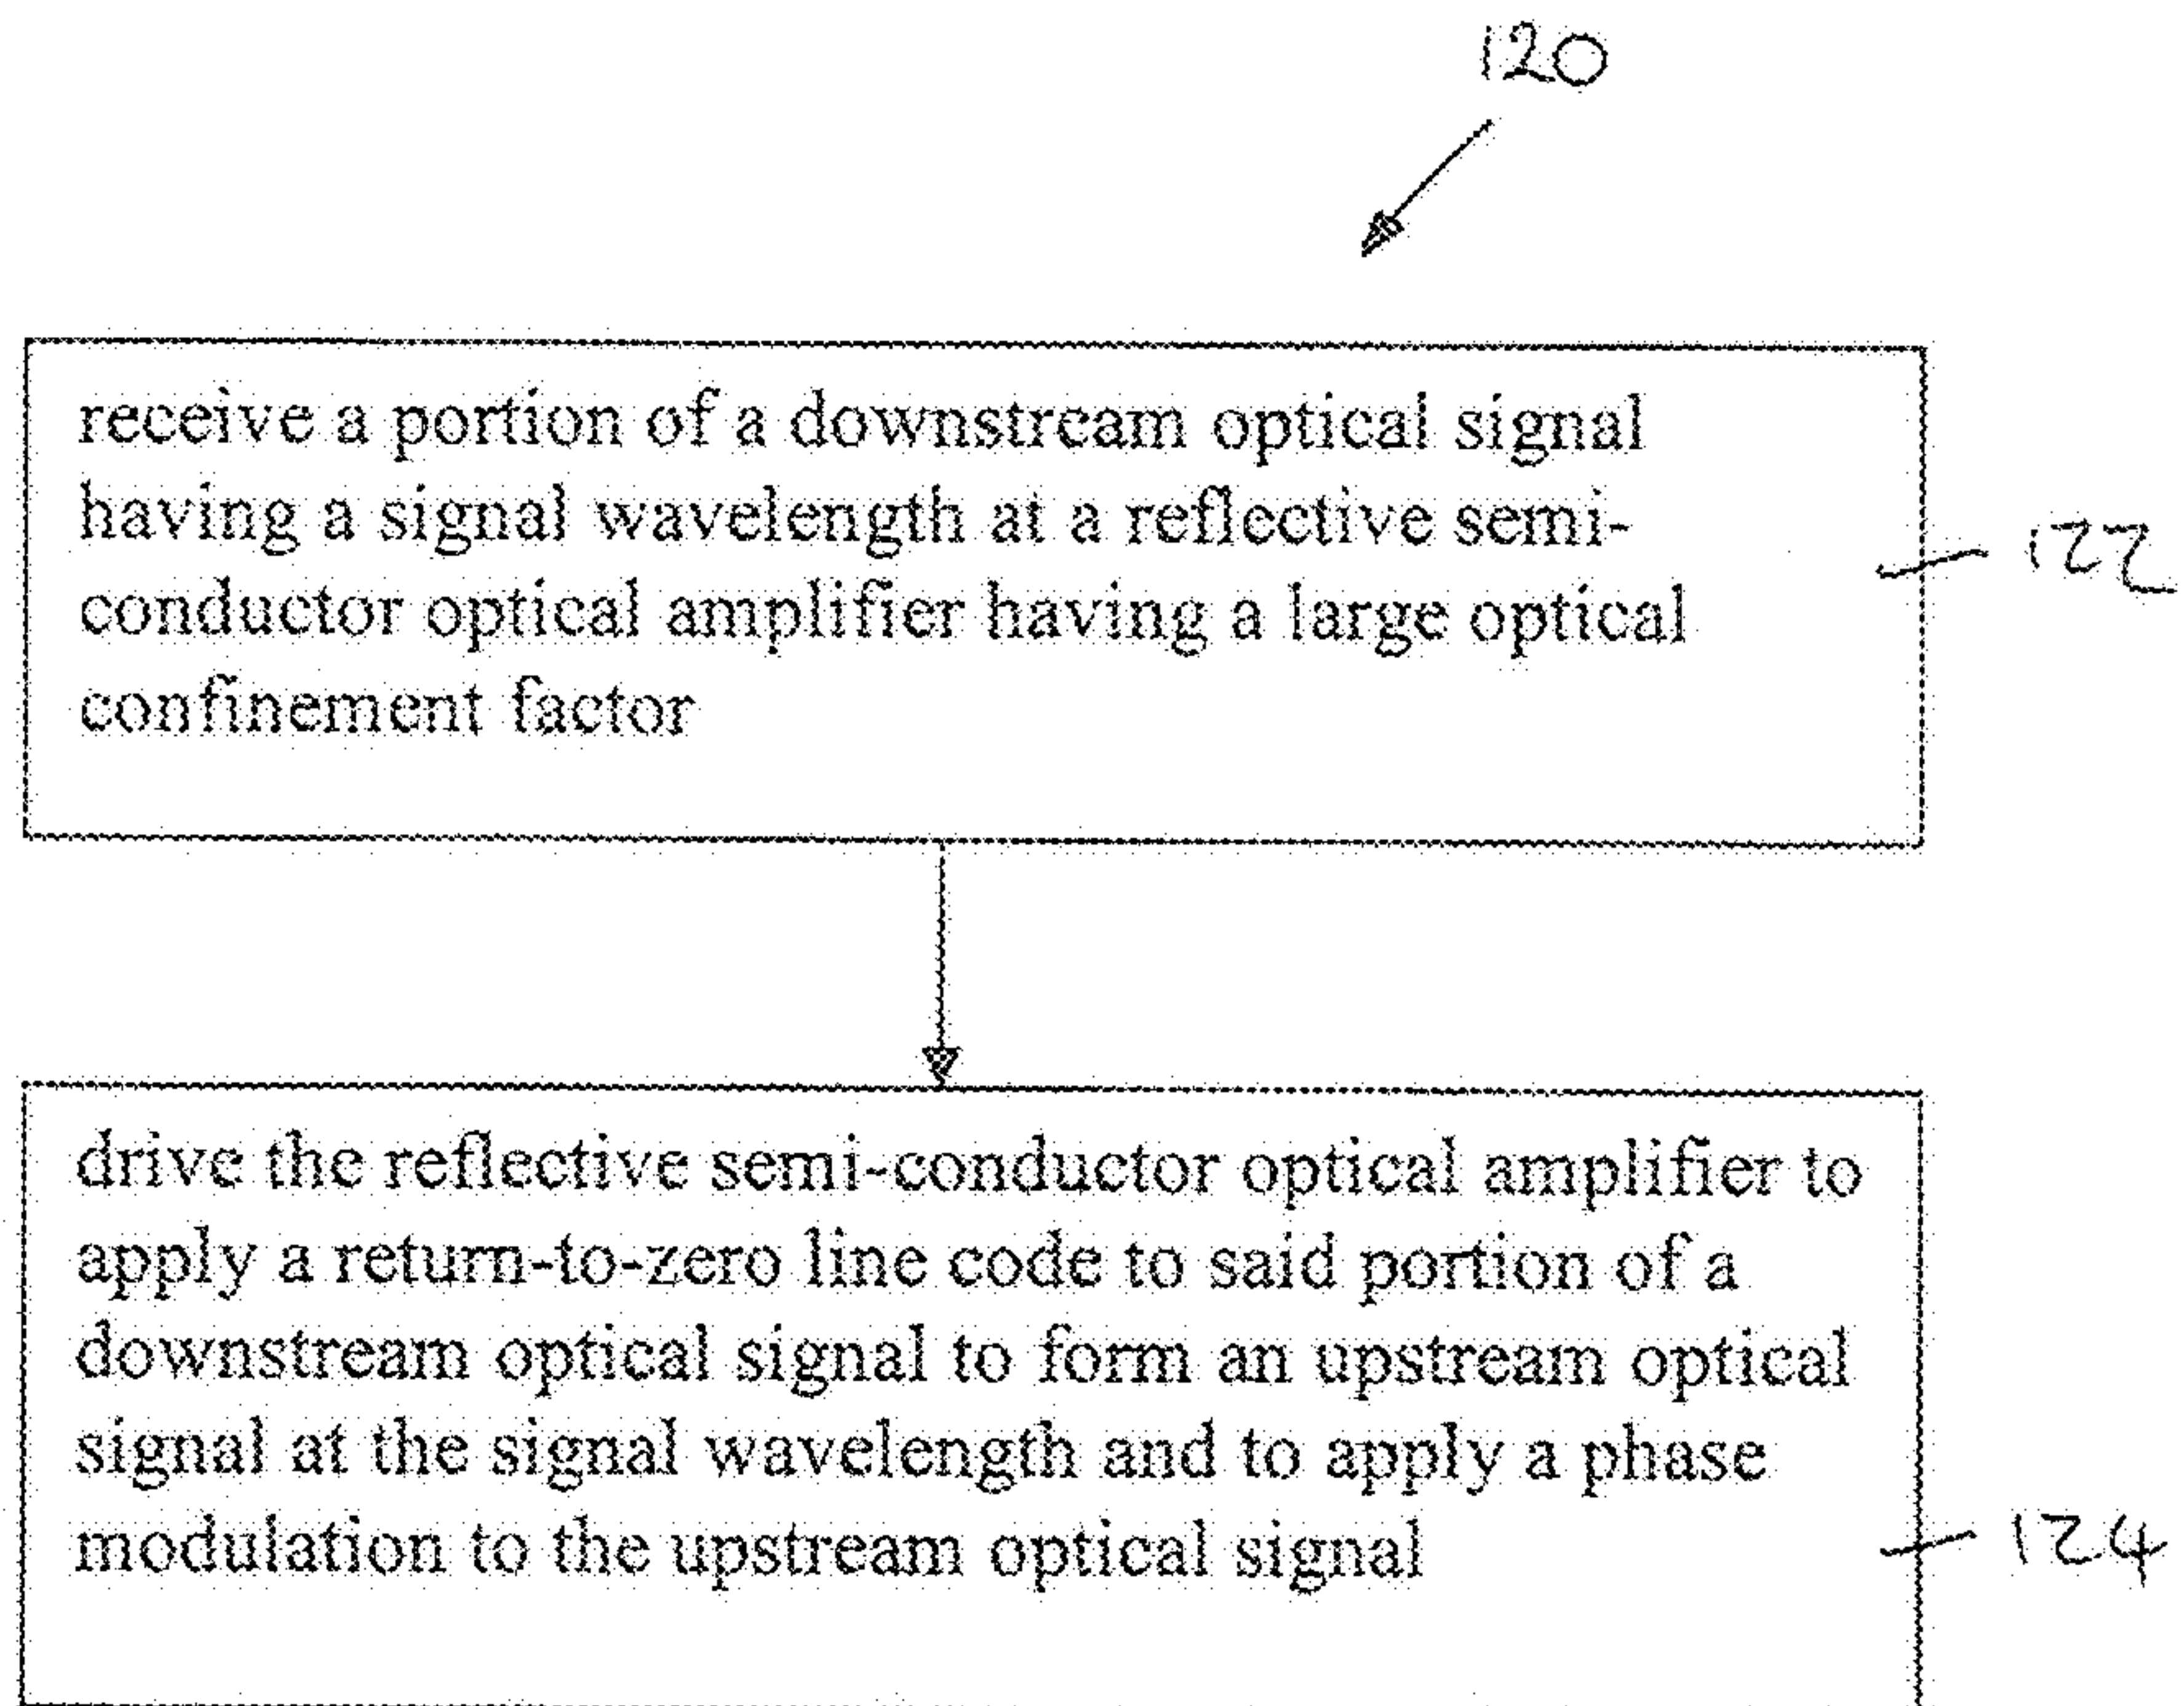 120
receive a portion of a downstream optical signal
having a signal wavelength at a reflective semi-
conductor optical amplifier having a large optical
confinement factor
122
drive the reflective semi-conductor optical amplifier to
apply a return-to-zero line code to said portion of a
downstream optical signal to form an upstream optical
signal at the signal wavelength and to apply a phase
modulation to the upstream optical signal
124